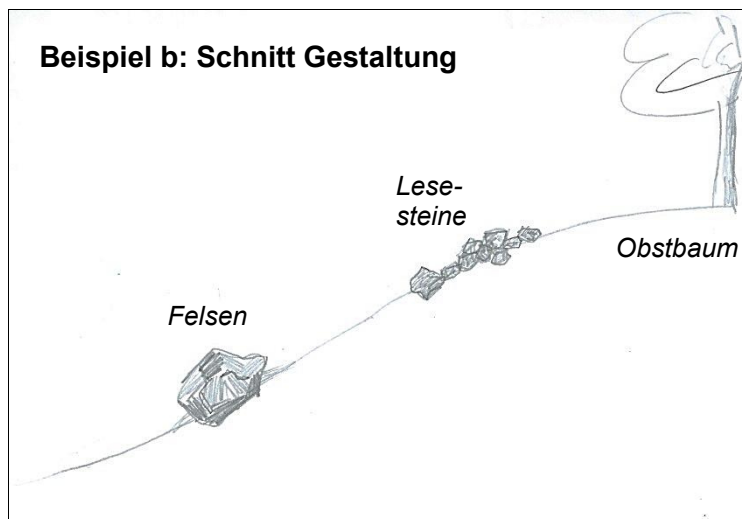 Beispiel b: Schnitt Gestaltung
Lese-
steine
Obstbaum
Felsen